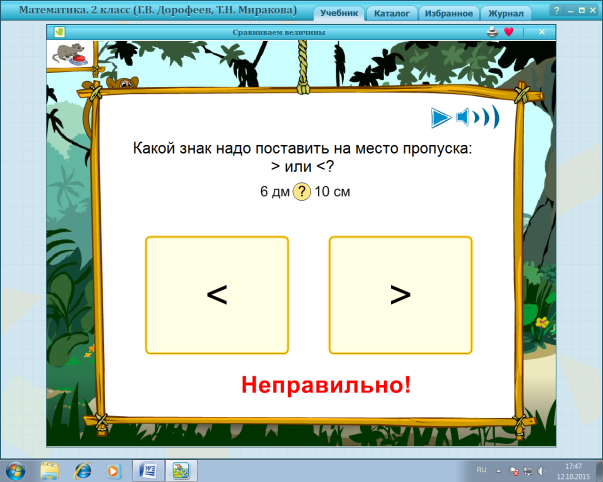 Математика. 2 класс (Г.В. Дорофеев, Т.Н. Миракова)
Учебник
Каталог
Избранное
Журнал
Сравниваем величины
Какой знак надо поставить на место пропуска:
> или <?
6 дм ? 10 см
<
>
Неправильно!
RU
17:47
12.10.2015